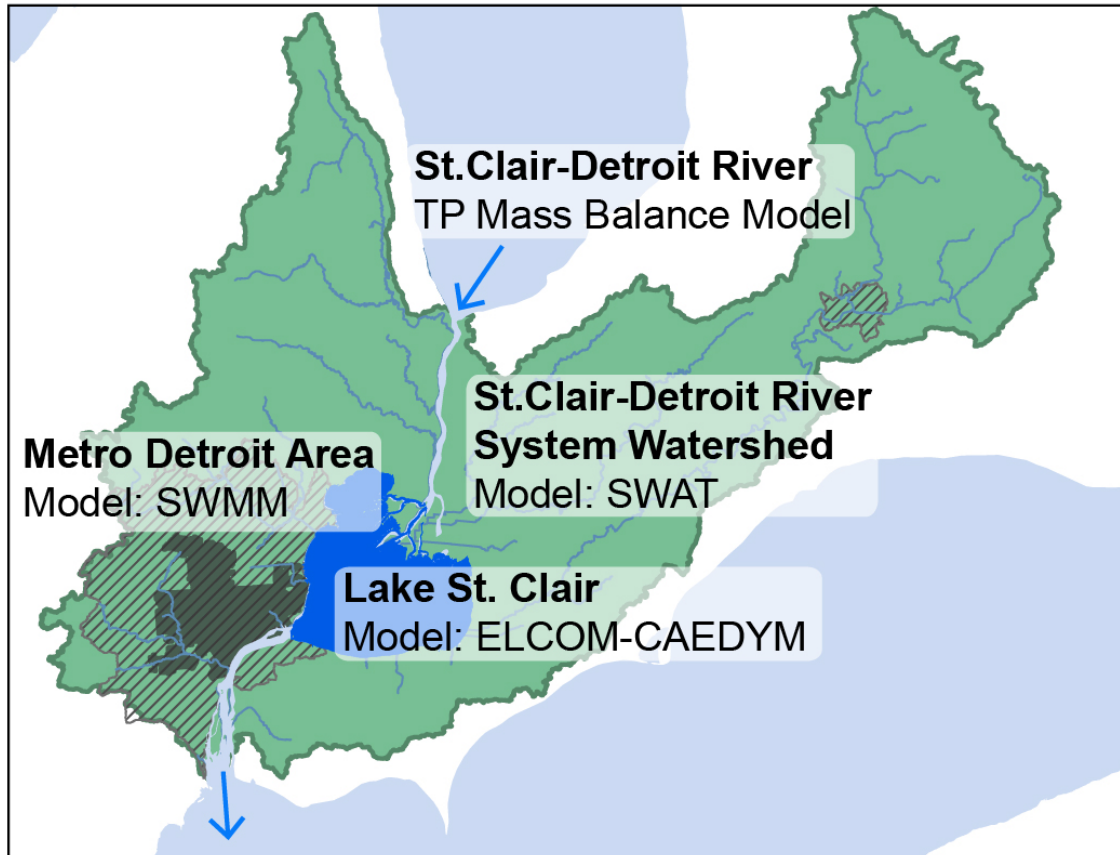 St.Clair-Detroit River
TP Mass Balance Model
St.Clair-Detroit River
System Watershed
Model: SWAT
Metro Detroit Area
Model: SWMM
Lake St. Clair
Model: ELCOM-CAEDYM